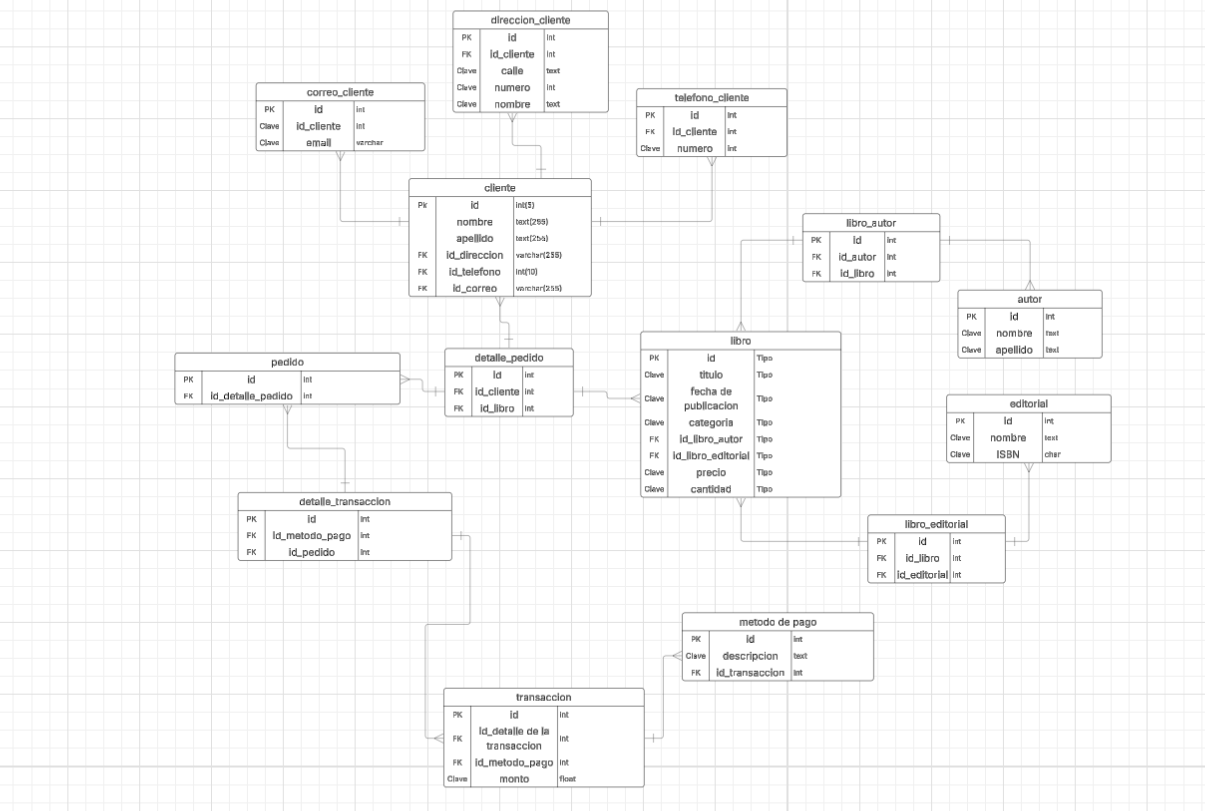 direccion_cliente
PK id int
FK id_cliente int
Clave calle text
Clave numero int
Clave nombre text
correo_cliente
PK id int
Clave id_cliente int
Clave email varchar
telefono_cliente
PK id int
FK id_cliente int
Clave numero int
cliente
Pk id int(5)
nombre text(255)
apellido text(255)
FK id_direccion varchar(255)
FK id_telefono int(10)
FK id_correo varchar(255)
libro_autor
PK id int
FK id_autor int
FK id_libro int
autor
PK id int
Clave nombre text
Clave apellido text
libro
PK id Tipo
Clave titulo Tipo
Clave fecha de Tipo
publicacion
Clave categoria Tipo
FK id_libro_autor Tipo
FK id_libro_editorial Tipo
Clave precio Tipo
Clave cantidad Tipo
pedido
PK id int
FK id_detalle_pedido int
detalle_pedido
PK id int
FK id_cliente int
FK id_libro int
editorial
PK id int
Clave nombre text
Clave ISBN char
detalle_transaccion
PK id int
FK id_metodo_pago int
FK id_pedido int
libro_editorial
PK id int
FK id_libro int
FK id_editorial int
metodo de pago
PK id int
Clave descripcion text
FK id_transaccion int
transaccion
PK id int
FK id_detalle de la int
transaccion
FK id_metodo_pago int
Clave monto float